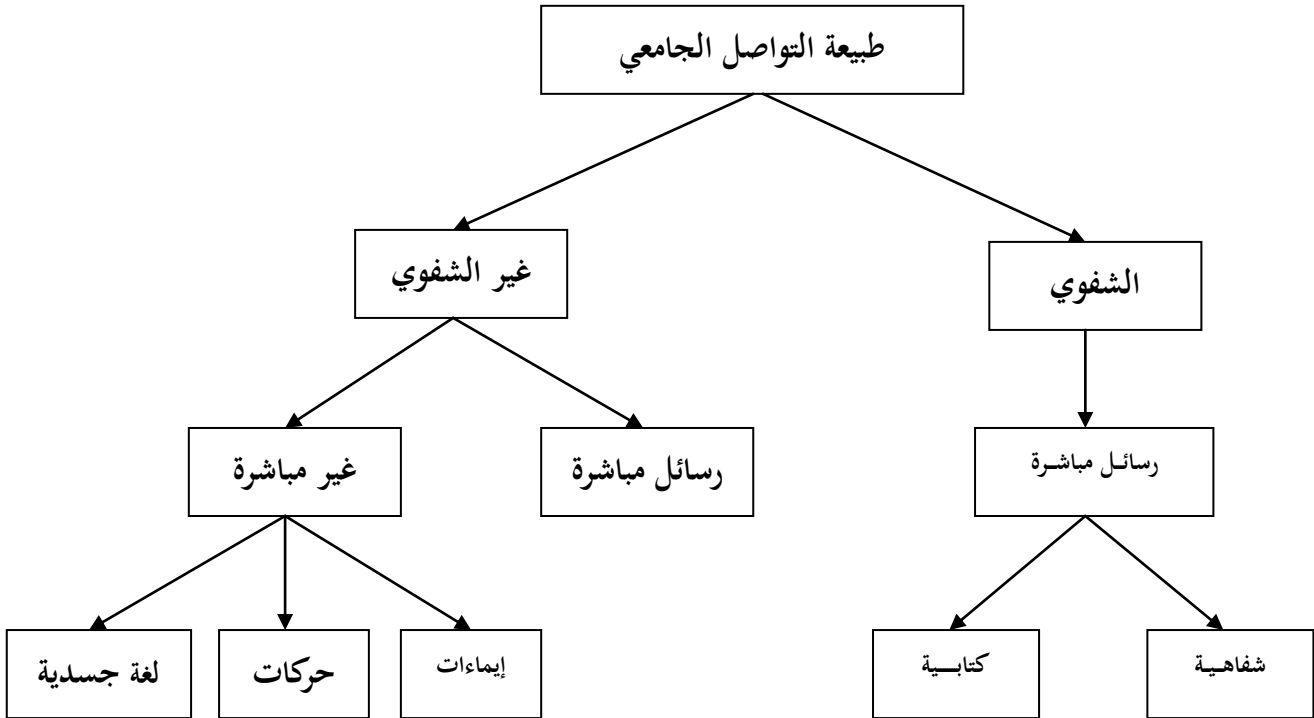 طبيعة التواصل الجامعي
الشفوي
غير الشفوي
رسائل مباشرة
رسائل مباشرة
غير مباشرة
شفاهية
كتابية
إيماءات
حركات
لغة جسدية